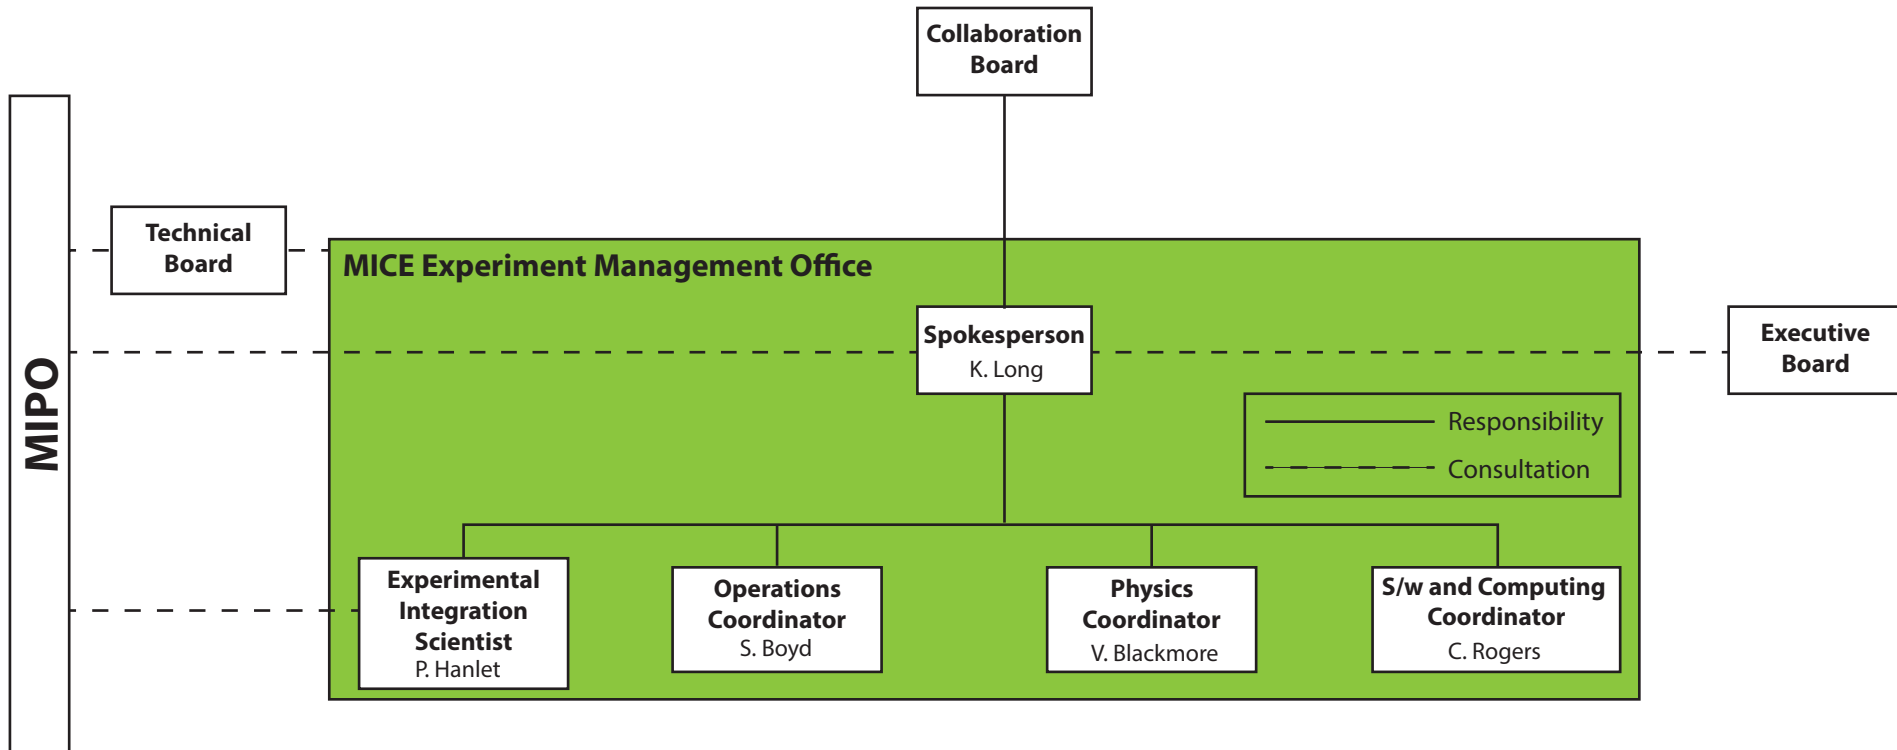 Collaboration
Board
MIPO
Technical
Board
MICE Experiment Management Office
Spokesperson
K. Long
Executive
Board
Responsibility
Consultation
Experimental
Integration
Scientist
P. Hanlet
Operations
Coordinator
S. Boyd
Physics
Coordinator
V. Blackmore
S/w and Computing
Coordinator
C. Rogers